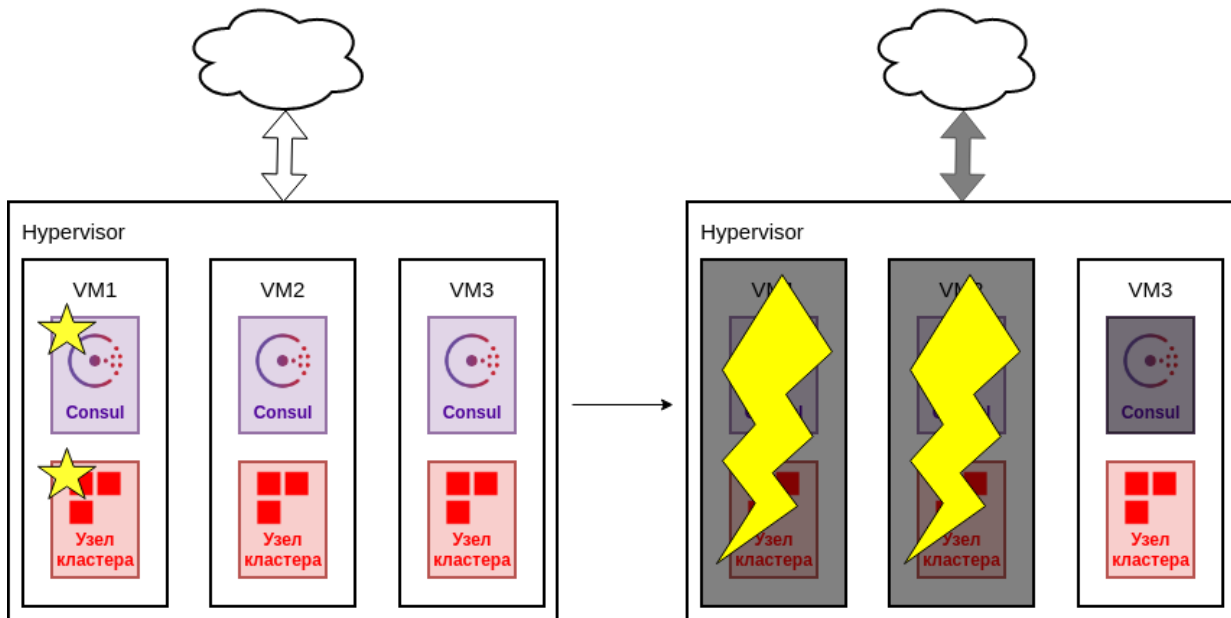 Hypervisor
VM1
VM2
VM3
Consul
Consul
Consul
Узел
кластера
Узел
кластера
Узел
кластера
Hypervisor
VM3
Consul
Узел
кластера
Узел
кластера
Узел
кластера